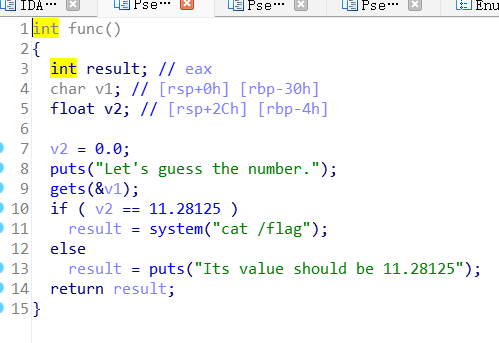 IDA··· Pse··· Pse··· Pse··· Enu
1 int func()
2 {
3 int result; // eax
4 char v1; // [rsp+0h] [rbp-30h]
5 float v2; // [rsp+2Ch] [rbp-4h]
6
7 v2 = 0.0;
8 puts("Let's guess the number.");
9 gets(&v1);
10 if ( v2 == 11.28125 )
11 result = system("cat /flag");
12 else
13 result = puts("Its value should be 11.28125");
14 return result;
15 }